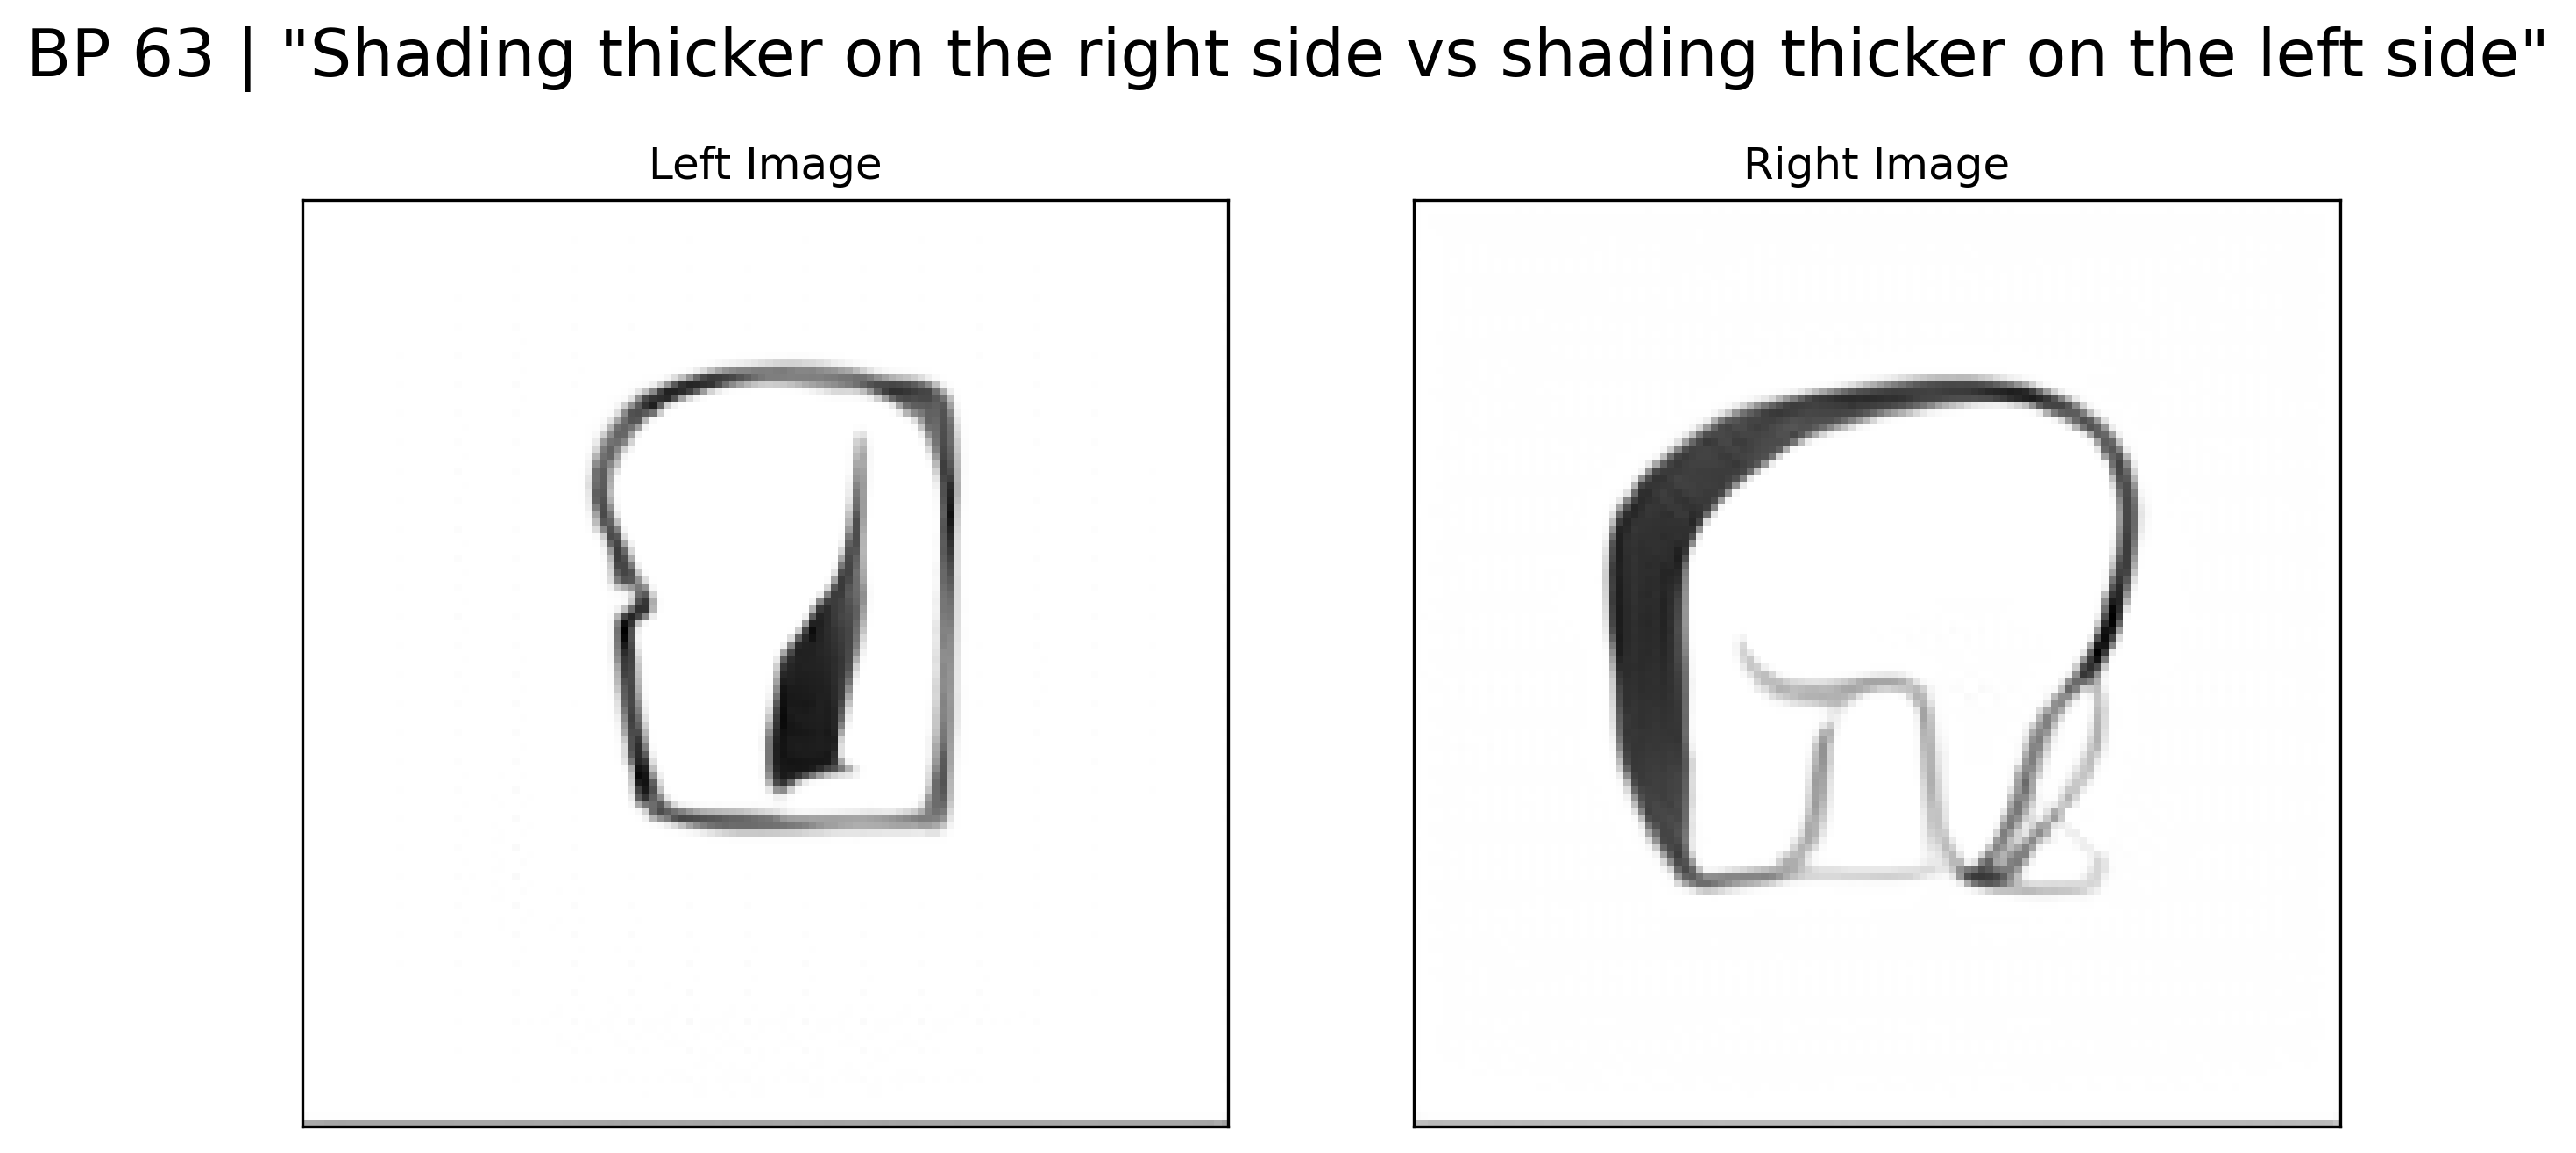 BP 63 | "Shading thicker on the right side vs shading thicker on the left side"
Left Image
Right Image